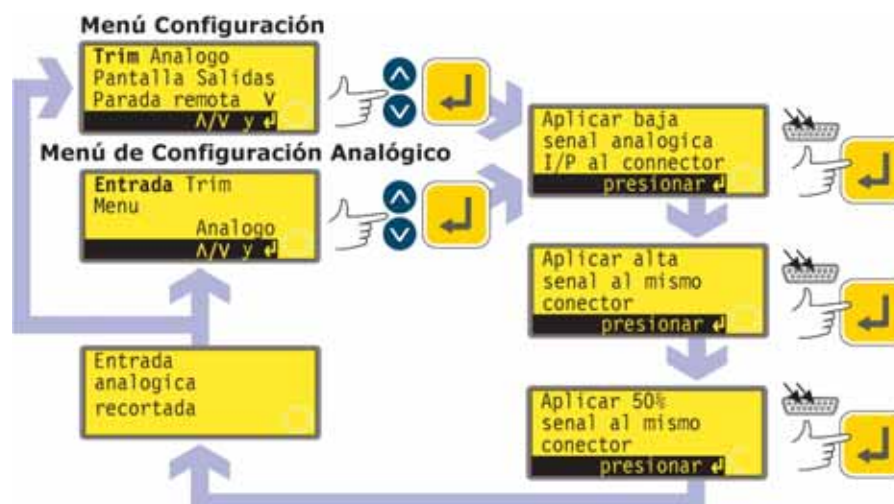 Menú Configuración
Trim Analogo
Pantalla Salidas
Parada remota V
Λ/V y ↲
Menú de Configuración Analógico
Entrada Trim
Menu
Analogo
Λ/V y ↲
Entrada
analogica
recortada
Aplicar baja
senal analogica
I/P al connector
presionar ↲
Aplicar alta
senal al mismo
conector
presionar ↲
Aplicar 50%
senal al mismo
conector
presionar ↲